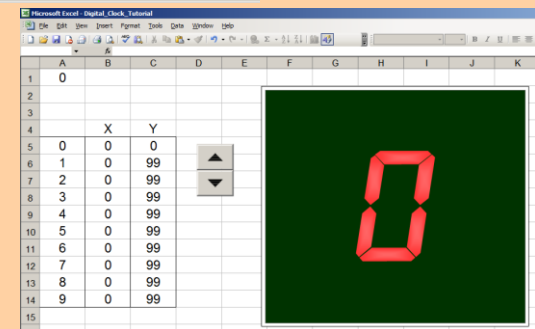 Microsoft Excel - Digital_Clock_Tutorial
File Edit View Insert Format Tools Data Window Help
fx
A B C D E F G H I J K
1 0
2
3
4 X Y
5 0 0 0
6 1 0 99
7 2 0 99
8 3 0 99
9 4 0 99
10 5 0 99
11 6 0 99
12 7 0 99
13 8 0 99
14 9 0 99
15
0